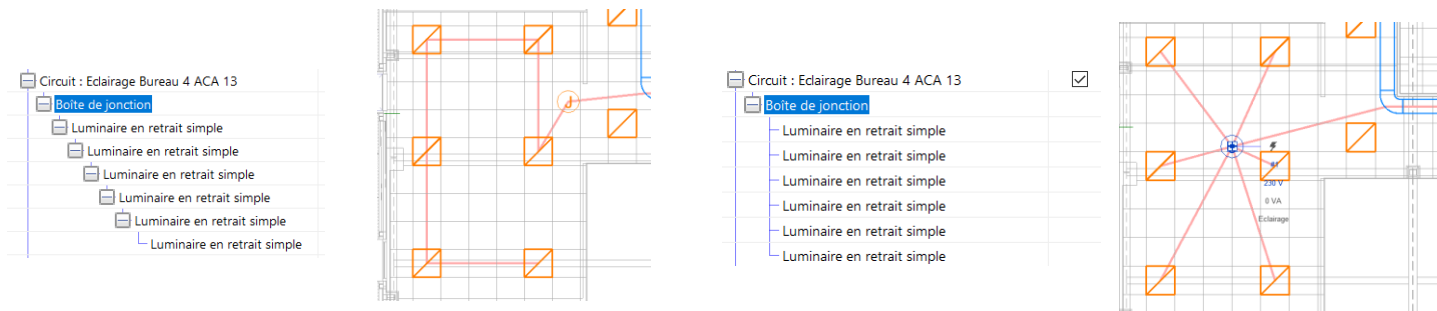 Circuit : Eclairage Bureau 4 ACA 13
Boîte de jonction
Luminaire en retrait simple
Luminaire en retrait simple
Luminaire en retrait simple
Luminaire en retrait simple
Luminaire en retrait simple
Luminaire en retrait simple
J
Circuit : Eclairage Bureau 4 ACA 13
Boîte de jonction
Luminaire en retrait simple
Luminaire en retrait simple
Luminaire en retrait simple
Luminaire en retrait simple
Luminaire en retrait simple
Luminaire en retrait simple
230 V
0 VA
Éclairage